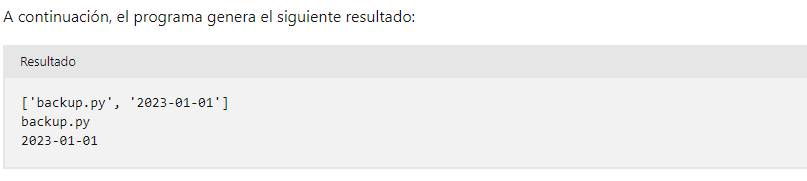 A continuación, el programa genera el siguiente resultado:
Resultado
['backup.py', '2023-01-01']
backup.py
2023-01-01